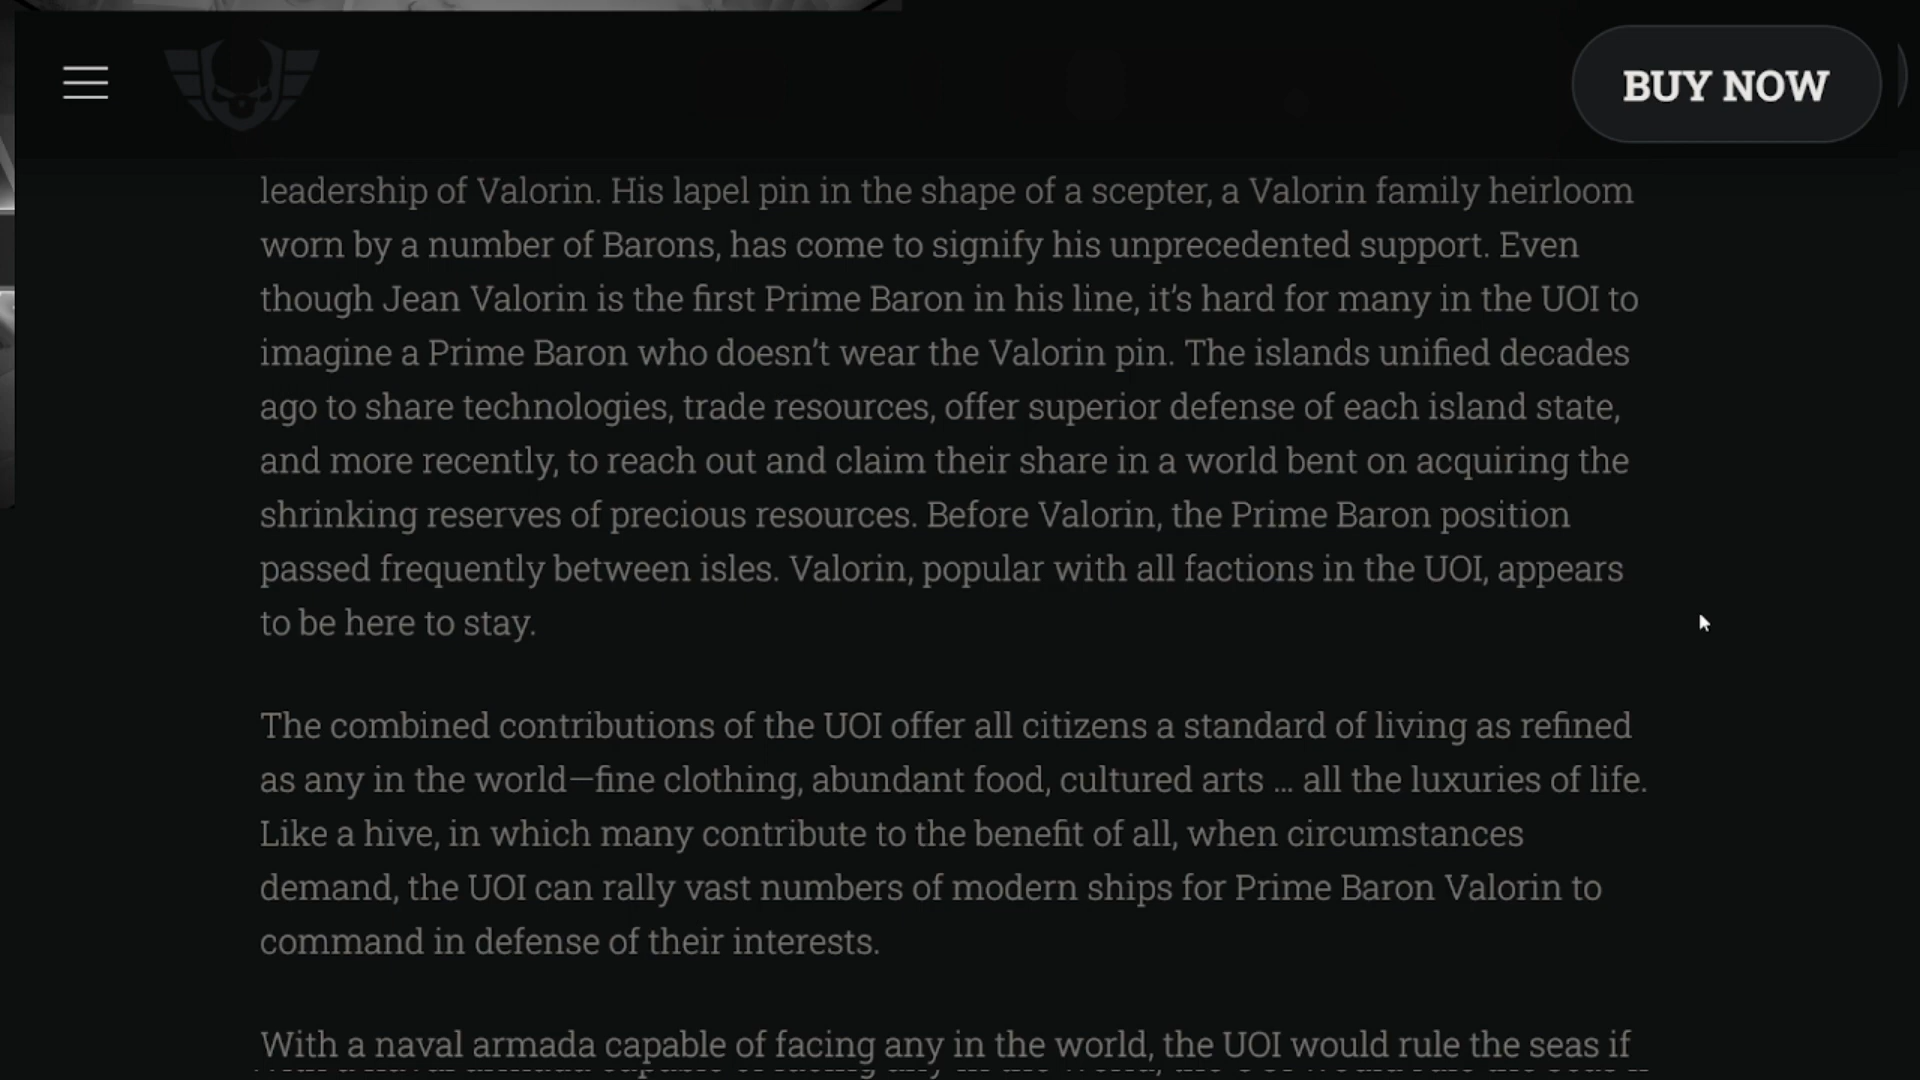 BUY NOW
leadership of Valorin. His lapel pin in the shape of a scepter, a Valorin family heirloom
worn by a number of Barons, has come to signify his unprecedented support. Even
though Jean Valorin is the first Prime Baron in his line, it’s hard for many in the UOI to
imagine a Prime Baron who doesn’t wear the Valorin pin. The islands unified decades
ago to share technologies, trade resources, offer superior defense of each island state,
and more recently, to reach out and claim their share in a world bent on acquiring the
shrinking reserves of precious resources. Before Valorin, the Prime Baron position
passed frequently between isles. Valorin, popular with all factions in the UOI, appears
to be here to stay.
The combined contributions of the UOI offer all citizens a standard of living as refined
as any in the world—fine clothing, abundant food, cultured arts … all the luxuries of life.
Like a hive, in which many contribute to the benefit of all, when circumstances
demand, the UOI can rally vast numbers of modern ships for Prime Baron Valorin to
command in defense of their interests.
With a naval armada capable of facing any in the world, the UOI would rule the seas if